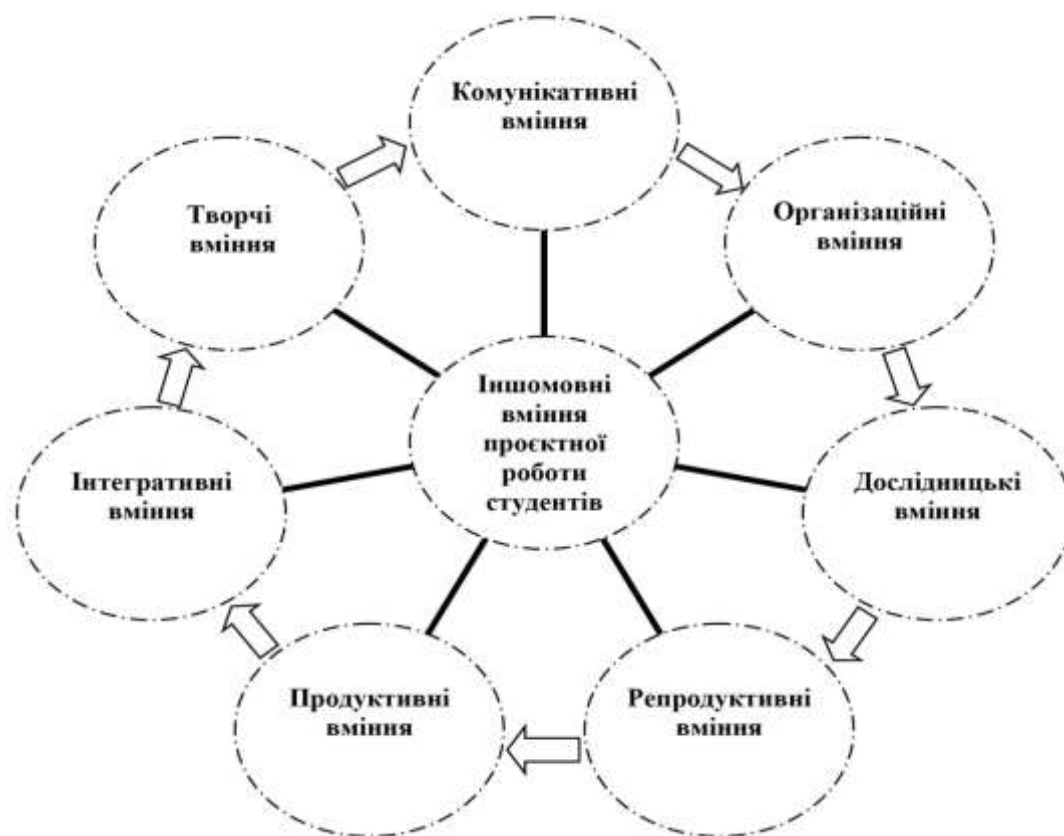 Комунікативні
вміння
Організаційні
вміння
Дослідницькі
вміння
Репродуктивні
вміння
Продуктивні
вміння
Інтегративні
вміння
Творчі
вміння
Іншомовні
вміння
проєктної
роботи
студентів